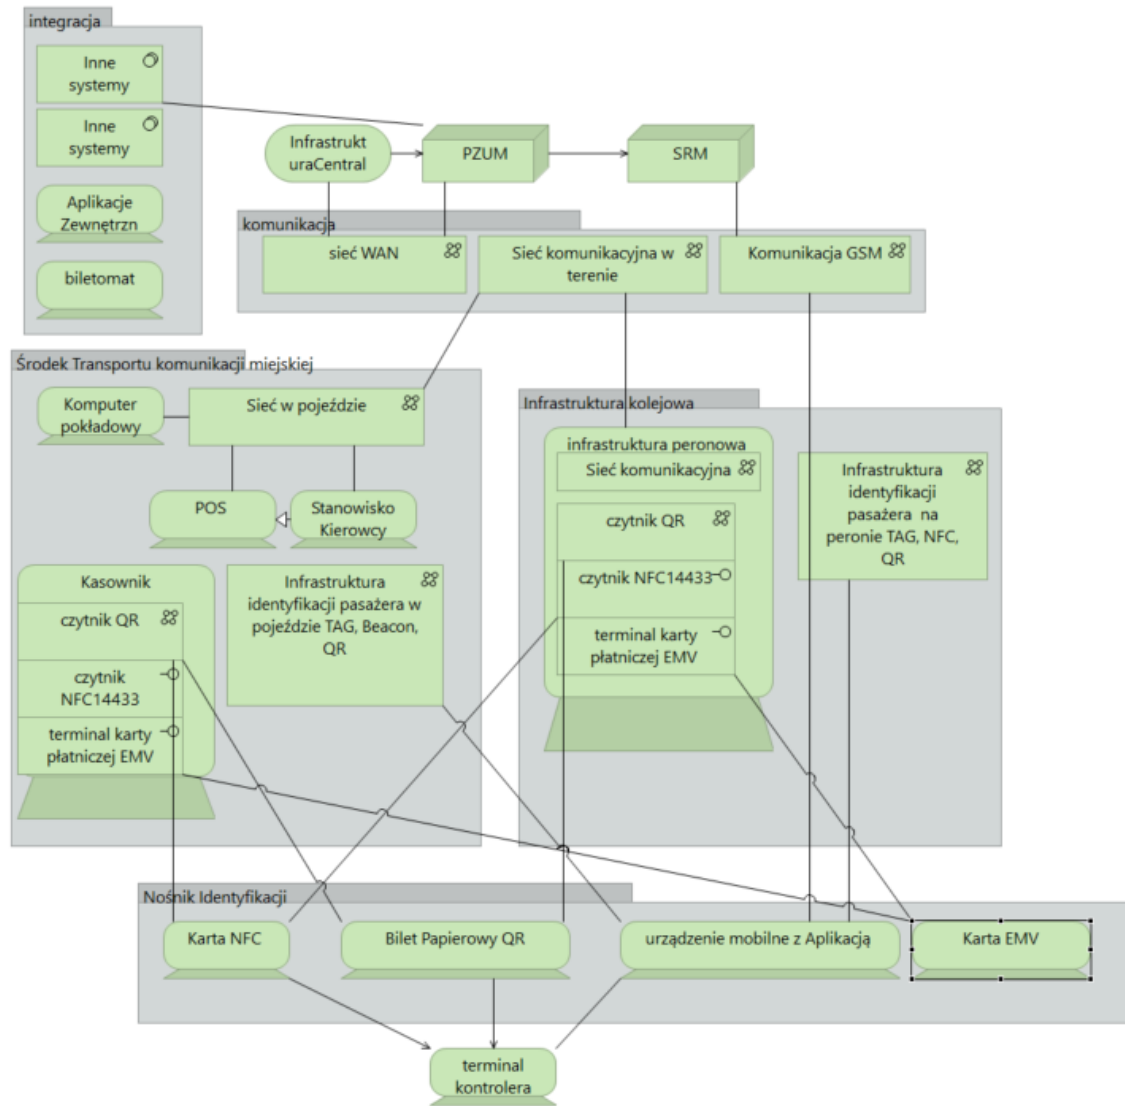 integracja
Inne
systemy
Inne
systemy
Aplikacje
Zewnętrzn
biletomat
Infrastrukt
uraCentral
PZUM
SRM
komunikacja
sieć WAN
Sieć komunikacyjna w
terenie
Komunikacja GSM
Środek Transportu komunikacji miejskiej
Komputer
pokładowy
Sieć w pojeździe
POS
Stanowisko
Kierowcy
Kasownik
czytnik QR
czytnik
NFC14433
terminal karty
płatniczej EMV
Infrastruktura
identyfikacji pasażera w
pojeździe TAG, Beacon,
QR
Infrastruktura kolejowa
infrastruktura peronowa
Sieć komunikacyjna
czytnik QR
czytnik NFC14433
terminal karty
płatniczej EMV
Infrastruktura
identyfikacji
pasażera na
peronie TAG, NFC,
QR
Nośnik Identyfikacji
Karta NFC
Bilet Papierowy QR
urządzenie mobilne z Aplikacją
Karta EMV
terminal
kontrolera